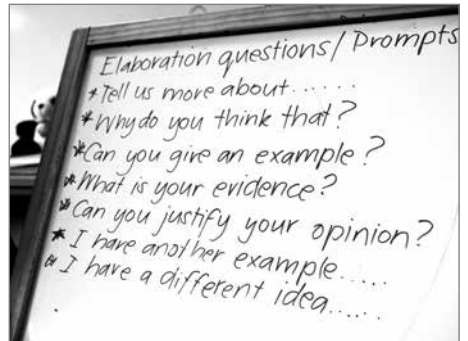 Elaboration questions/Prompts
*Tell us more about......
*Why do you think that?
*Can you give an example?
*What is your evidence?
*Can you justify your opinion?
*I have another example.....
*I have a different idea.....